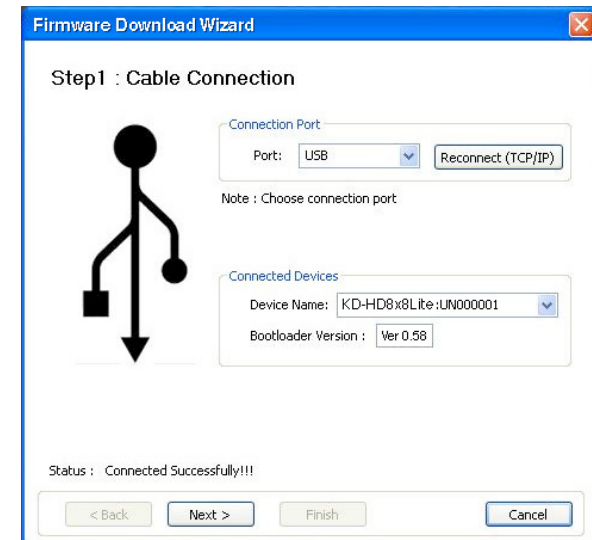 Firmware Download Wizard
Step1 : Cable Connection
Connection Port
Port: USB Reconnect (TCP/IP)
Note : Choose connection port
Connected Devices
Device Name: KD-HD8x8Lite:UN000001
Bootloader Version : Ver 0.58
Status : Connected Successfully!!!
< Back Next > Finish Cancel